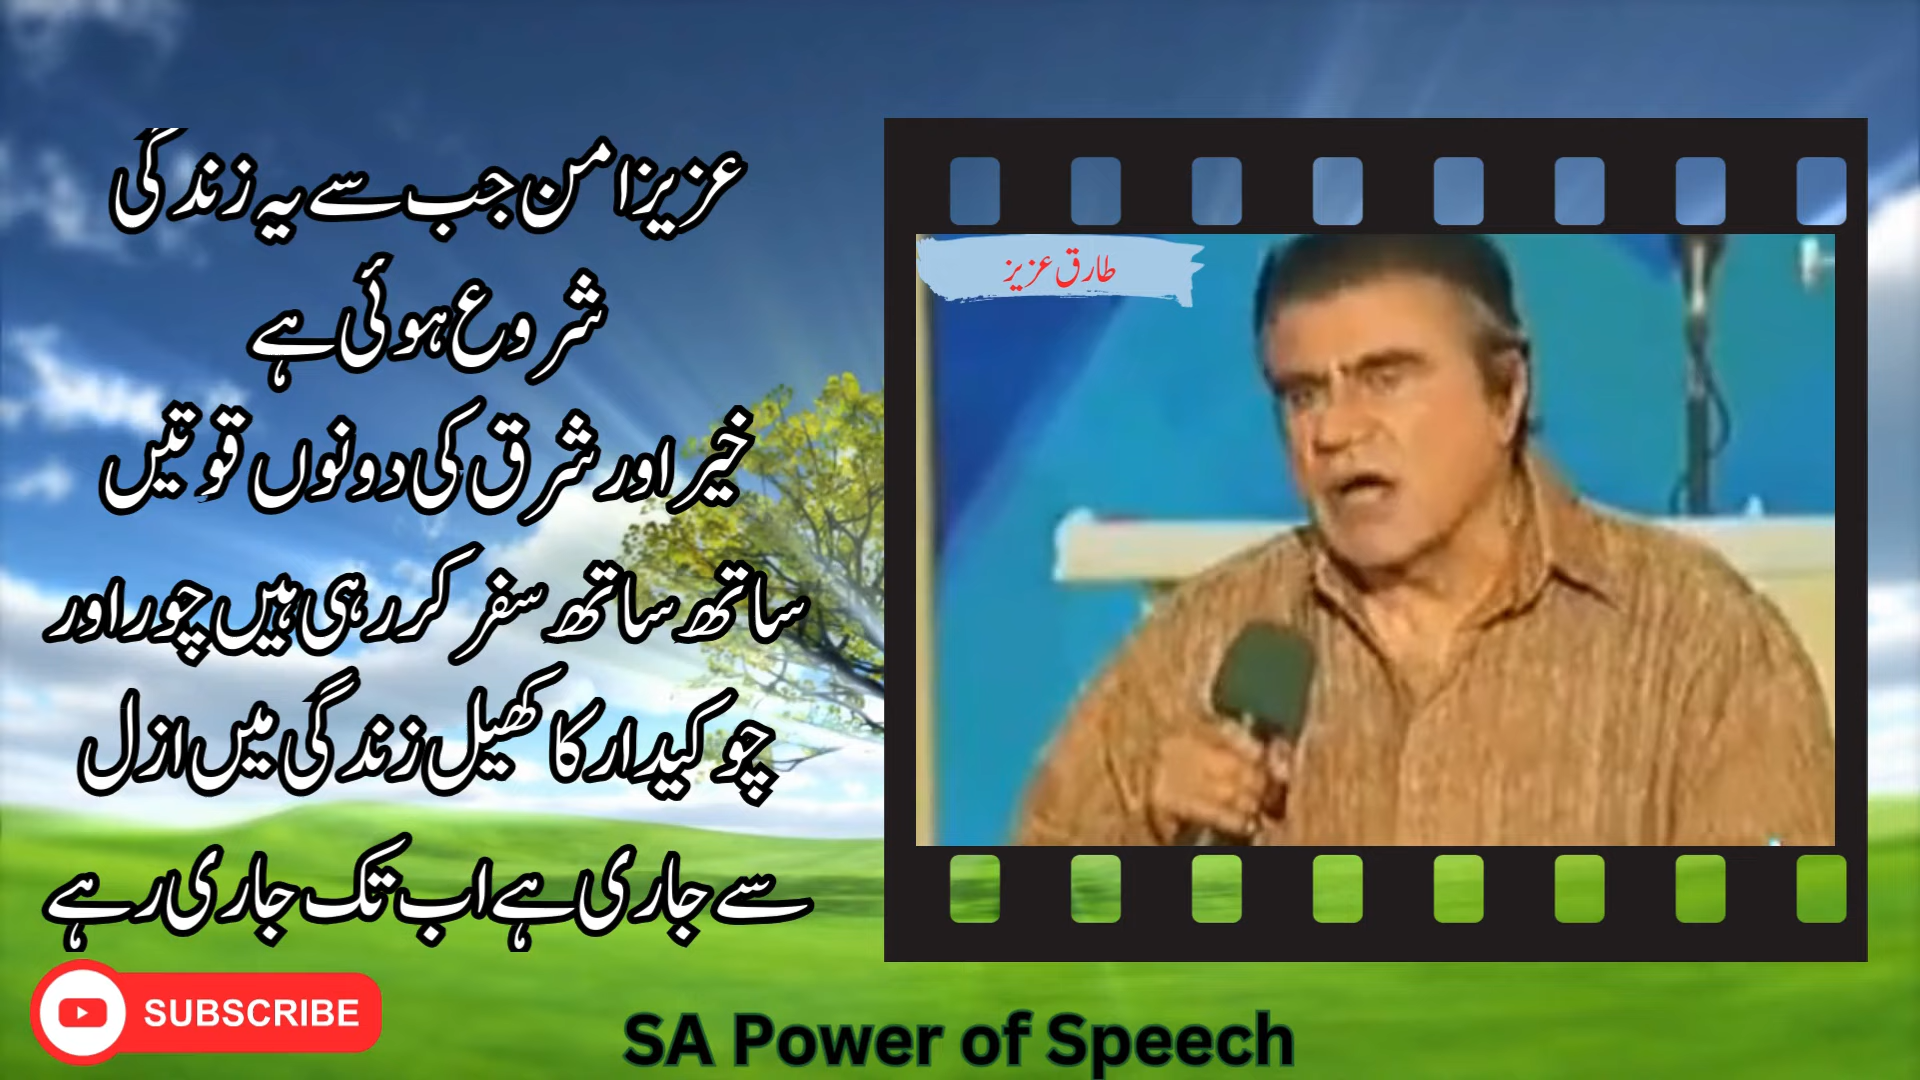 عزیزامن جب سے یہ زندگی
شروع ہوئی ہے
خیر اور شرق کی دونوں قوتیں
ساتھ ساتھ سفر کر رہی ہیں چور اور
چوکیدار کا کھیل زندگی میں ازل
سے جاری ہے اب تک جاری رہے
طارق عزیز
SUBSCRIBE
SA Power of Speech